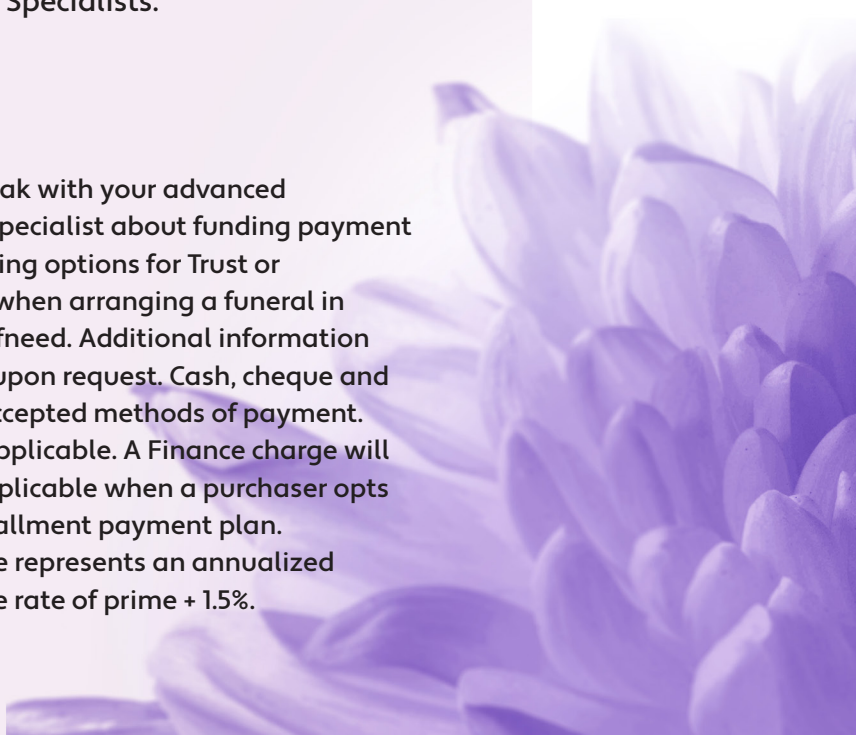 Specialists.
ak with your advanced
pecialist about funding payment
ing options for Trust or
when arranging a funeral in
fneed. Additional information
upon request. Cash, cheque and
ccepted methods of payment.
pplicable. A Finance charge will
plicable when a purchaser opts
allment payment plan.
e represents an annualized
e rate of prime + 1.5%.